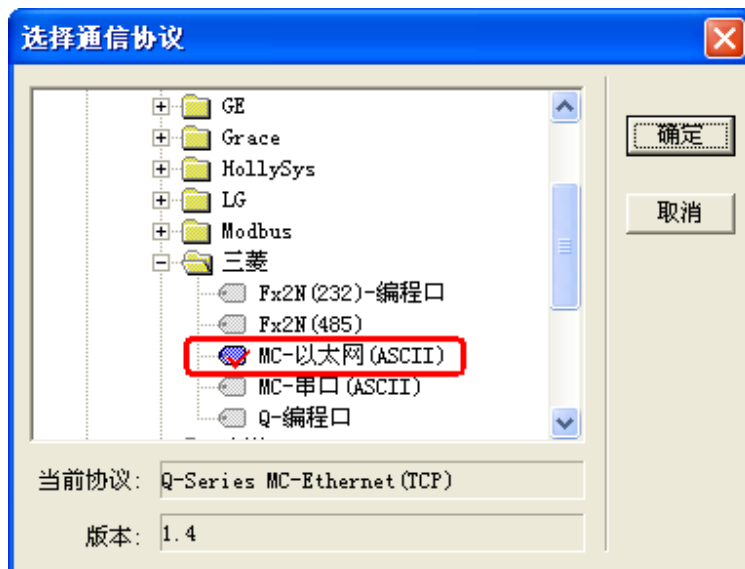 选择通信协议
GE
Grace
HollySys
LG
Modbus
三菱
Fx2N(232)-编程口
Fx2N(485)
MC-以太网(ASCII)
MC-串口(ASCII)
Q-编程口
确定
取消
当前协议: Q-Series MC-Ethernet(TCP)
版本: 1.4